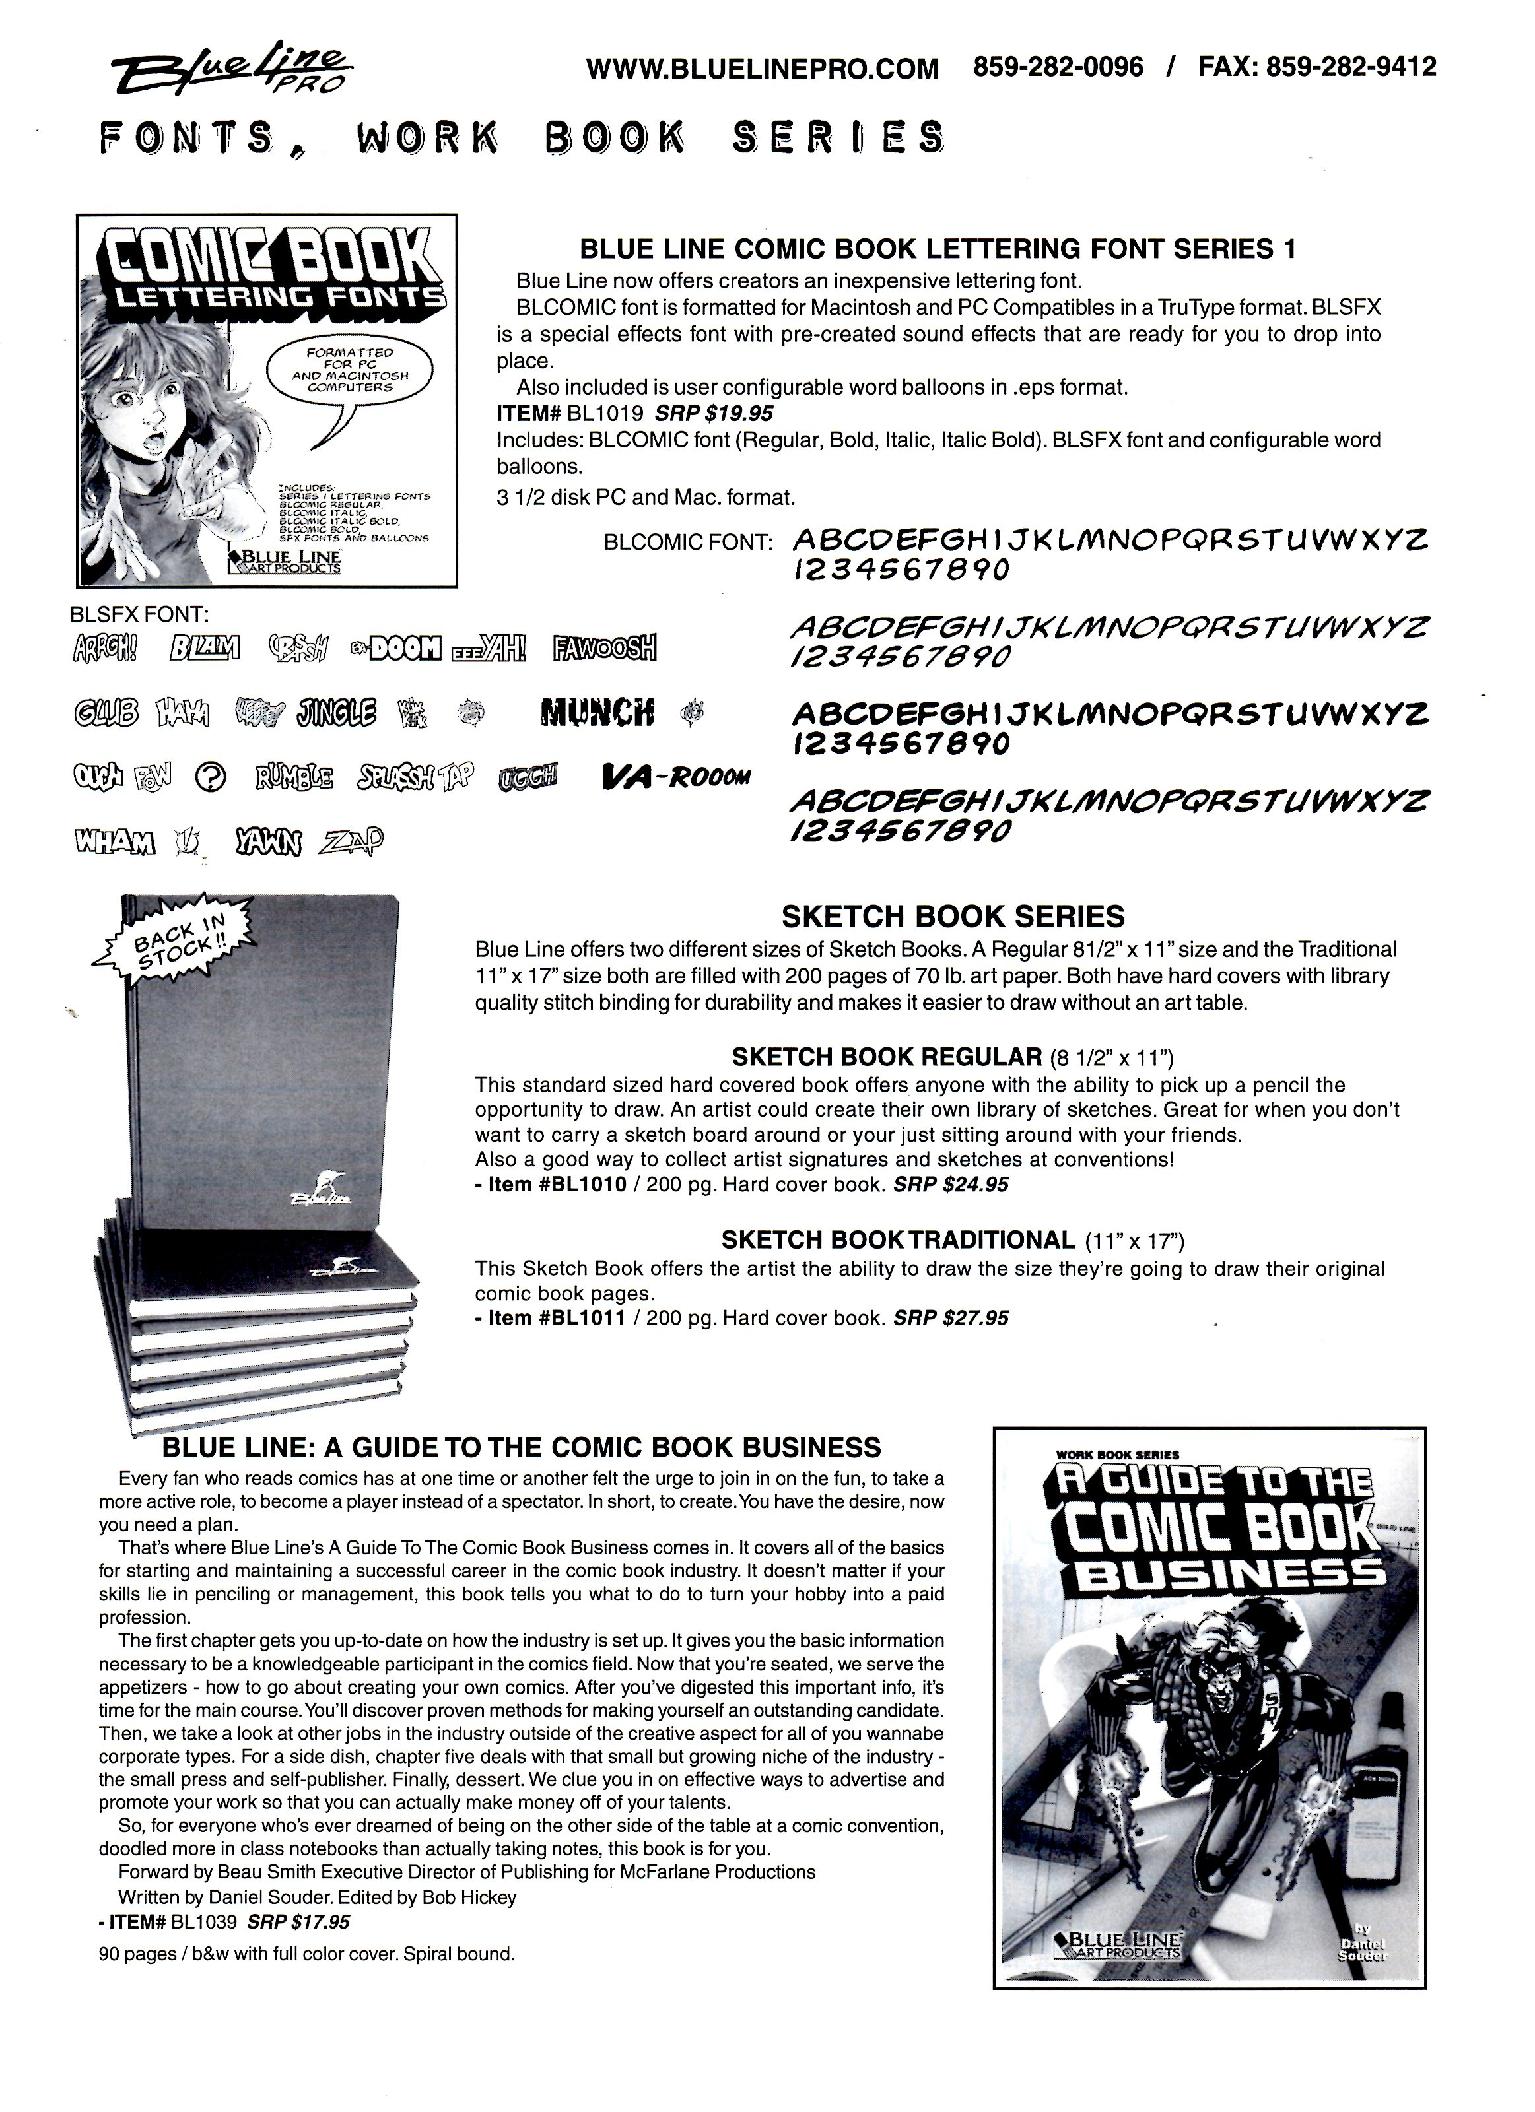 Blue Line PRO
WWW.BLUELINEPRO.COM 859-282-0096 / FAX: 859-282-9412
FONTS, WORK BOOK SERIES
COMIC BOOK
LETTERING FONTS
FORMATTED
FOR PC
AND MACINTOSH
COMPUTERS
INCLUDES:
SERIES 1 LETTERING FONTS
BLCOMIC REGULAR,
BLCOMIC ITALIC,
BLCOMIC ITALIC BOLD,
BLCOMIC BOLD,
SFX FONTS AND BALLOONS
BLUE LINE
ART PRODUCTS
BLUE LINE COMIC BOOK LETTERING FONT SERIES 1
Blue Line now offers creators an inexpensive lettering font.
BLCOMIC font is formatted for Macintosh and PC Compatibles in a TruType format. BLSFX
is a special effects font with pre-created sound effects that are ready for you to drop into
place.
Also included is user configurable word balloons in .eps format.
ITEM# BL1019 SRP $19.95
Includes: BLCOMIC font (Regular, Bold, Italic, Italic Bold). BLSFX font and configurable word
balloons.
3 1/2 disk PC and Mac. format.
BLCOMIC FONT: ABCDEFGHIJKLMNOPQRSTUVWXYZ
1234567890
ABCDEFGHIJKLMNOPQRSTUVWXYZ
1234567890
ABCDEFGHIJKLMNOPQRSTUVWXYZ
1234567890
ABCDEFGHIJKLMNOPQRSTUVWXYZ
1234567890
BLSFX FONT:
ARRGH! BLAM DOOM EEEYAH! FAWOOSH
GLUB HAHA JINGLE MUNCH
OUCH POW ? RUMBLE SPLASSH TAP UGGH VA-ROOOM
WHAM YAWN ZAP
BACK IN
STOCK!!
SKETCH BOOK SERIES
Blue Line offers two different sizes of Sketch Books. A Regular 81/2" x 11" size and the Traditional
11" x 17" size both are filled with 200 pages of 70 lb. art paper. Both have hard covers with library
quality stitch binding for durability and makes it easier to draw without an art table.
SKETCH BOOK REGULAR (8 1/2" x 11")
This standard sized hard covered book offers anyone with the ability to pick up a pencil the
opportunity to draw. An artist could create their own library of sketches. Great for when you don't
want to carry a sketch board around or your just sitting around with your friends.
Also a good way to collect artist signatures and sketches at conventions!
- Item #BL1010 / 200 pg. Hard cover book. SRP $24.95
SKETCH BOOK TRADITIONAL (11" x 17")
This Sketch Book offers the artist the ability to draw the size they're going to draw their original
comic book pages.
- Item #BL1011 / 200 pg. Hard cover book. SRP $27.95
BLUE LINE: A GUIDE TO THE COMIC BOOK BUSINESS
Every fan who reads comics has at one time or another felt the urge to join in on the fun, to take a
more active role, to become a player instead of a spectator. In short, to create. You have the desire, now
you need a plan.
That's where Blue Line's A Guide To The Comic Book Business comes in. It covers all of the basics
for starting and maintaining a successful career in the comic book industry. It doesn't matter if your
skills lie in penciling or management, this book tells you what to do to turn your hobby into a paid
profession.
The first chapter gets you up-to-date on how the industry is set up. It gives you the basic information
necessary to be a knowledgeable participant in the comics field. Now that you're seated, we serve the
appetizers - how to go about creating your own comics. After you've digested this important info, it's
time for the main course. You'll discover proven methods for making yourself an outstanding candidate.
Then, we take a look at other jobs in the industry outside of the creative aspect for all of you wannabe
corporate types. For a side dish, chapter five deals with that small but growing niche of the industry -
the small press and self-publisher. Finally, dessert. We clue you in on effective ways to advertise and
promote your work so that you can actually make money off of your talents.
So, for everyone who's ever dreamed of being on the other side of the table at a comic convention,
doodled more in class notebooks than actually taking notes, this book is for you.
Forward by Beau Smith Executive Director of Publishing for McFarlane Productions
Written by Daniel Souder. Edited by Bob Hickey
- ITEM# BL1039 SRP $17.95
90 pages / b&w with full color cover. Spiral bound.
WORK BOOK SERIES
A GUIDE TO THE
COMIC BOOK
BUSINESS
BLUE LINE
ART PRODUCTS
by
Daniel
Souder